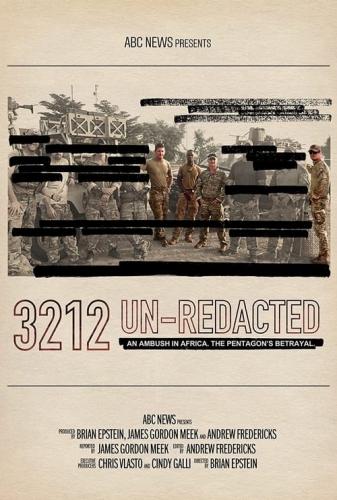 ABC NEWS PRESENTS
3212 UN-REDACTED
AN AMBUSH IN AFRICA. THE PENTAGON'S BETRAYAL.
ABC NEWS PRESENTS
PRODUCED BY BRIAN EPSTEIN, JAMES GORDON MEEK, AND ANDREW FREDERICKS
REPORTED BY JAMES GORDON MEEK EDITED BY ANDREW FREDERICKS
EXECUTIVE PRODUCERS CHRIS VLASTO AND CINDY GALLI DIRECTED BY BRIAN EPSTEIN